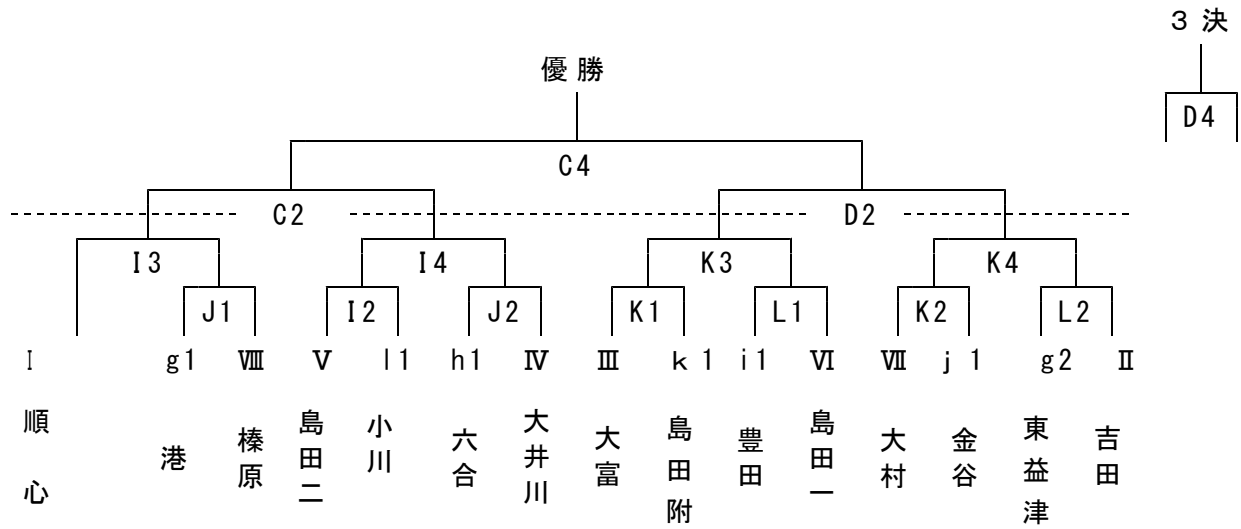 ３ 決
優 勝
D4
C4
C2 D2
I3 I4 K3 K4
J1 I2 J2 K1 L1 K2 L2
Ⅰ g1 Ⅷ Ⅴ l1 h1 Ⅳ Ⅲ ｋ1 i1 Ⅵ Ⅶ j 1 g2 Ⅱ
順心 港 榛原 島田二 小川 六合 大井川 大富 島田附 豊田 島田一 大村 金谷 東益津 吉田